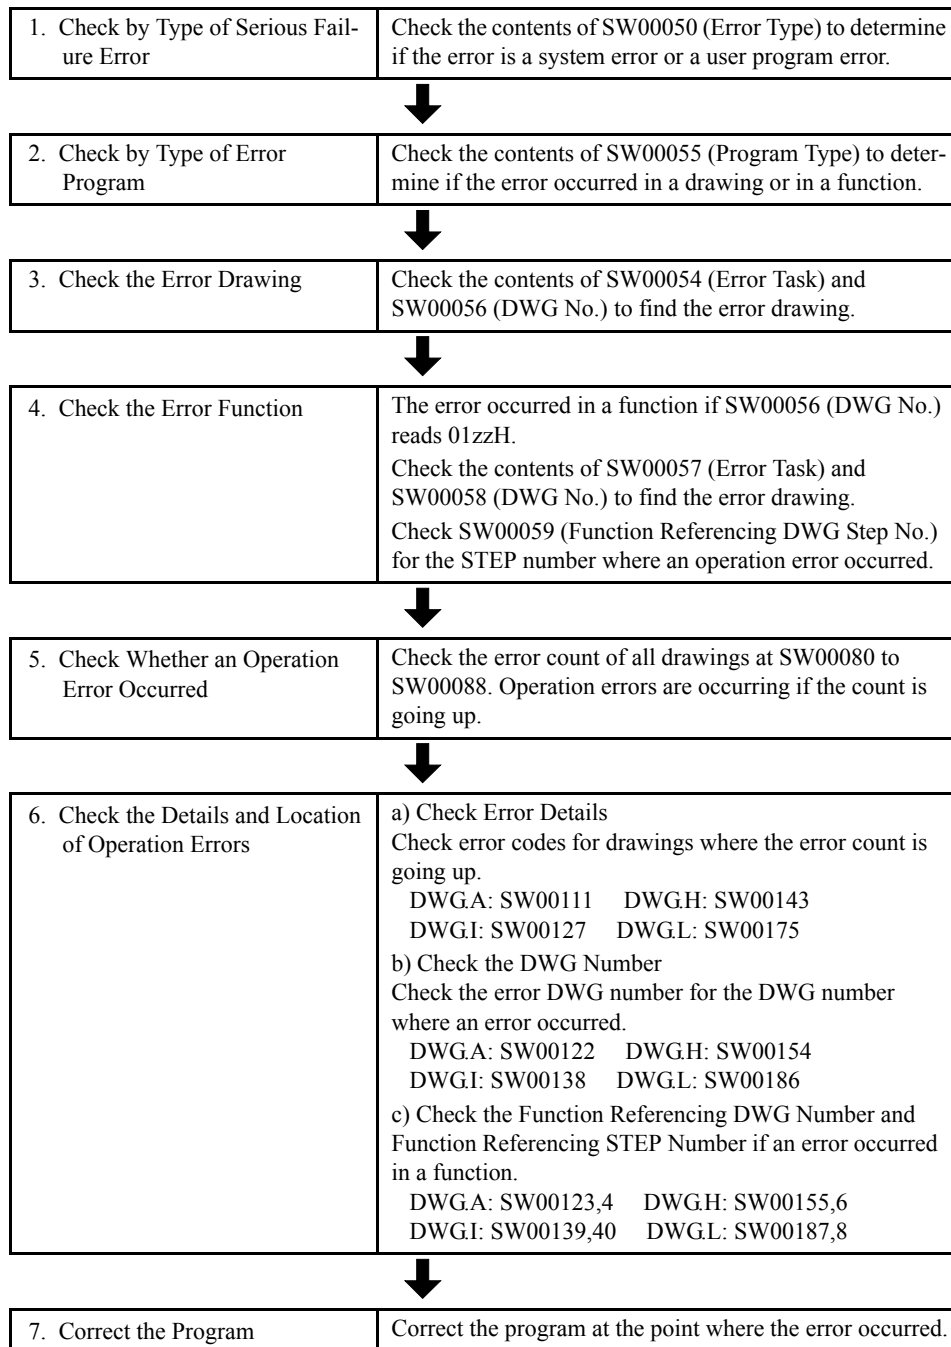 1. Check by Type of Serious Fail-
ure Error
Check the contents of SW00050 (Error Type) to determine
if the error is a system error or a user program error.
2. Check by Type of Error
Program
Check the contents of SW00055 (Program Type) to deter-
mine if the error occurred in a drawing or in a function.
3. Check the Error Drawing
Check the contents of SW00054 (Error Task) and
SW00056 (DWG No.) to find the error drawing.
4. Check the Error Function
The error occurred in a function if SW00056 (DWG No.)
reads 01zzH.
Check the contents of SW00057 (Error Task) and
SW00058 (DWG No.) to find the error drawing.
Check SW00059 (Function Referencing DWG Step No.)
for the STEP number where an operation error occurred.
5. Check Whether an Operation
Error Occurred
Check the error count of all drawings at SW00080 to
SW00088. Operation errors are occurring if the count is
going up.
6. Check the Details and Location
of Operation Errors
a) Check Error Details
Check error codes for drawings where the error count is
going up.
DWG.A: SW00111 DWG.H: SW00143
DWG.I: SW00127 DWG.L: SW00175
b) Check the DWG Number
Check the error DWG number for the DWG number
where an error occurred.
DWG.A: SW00122 DWG.H: SW00154
DWG.I: SW00138 DWG.L: SW00186
c) Check the Function Referencing DWG Number and
Function Referencing STEP Number if an error occurred
in a function.
DWG.A: SW00123,4 DWG.H: SW00155,6
DWG.I: SW00139,40 DWG.L: SW00187,8
7. Correct the Program
Correct the program at the point where the error occurred.